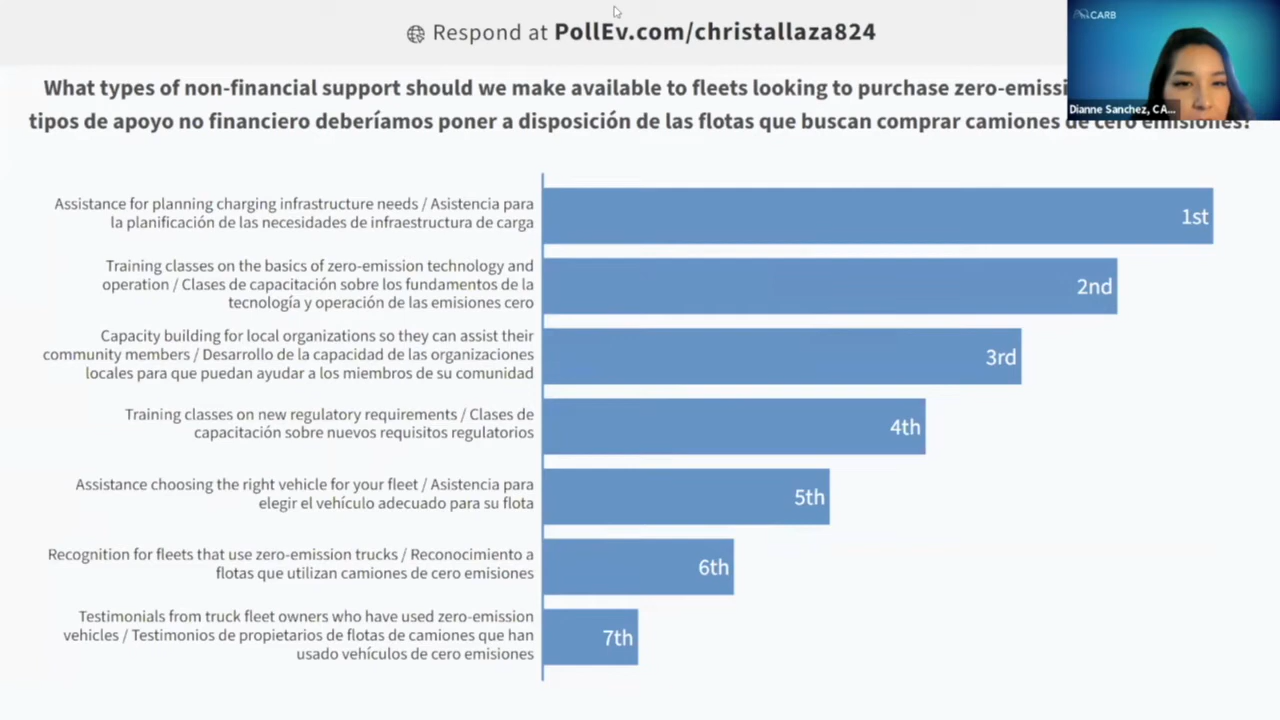 Respond at PollEv.com/christallaza824
CARB
What types of non-financial support should we make available to fleets looking to purchase zero-emissi
Dianne Sanchez, CA...
tipos de apoyo no financiero deberíamos poner a disposición de las flotas que buscan comprar camiones de cero emisiones?
Assistance for planning charging infrastructure needs / Asistencia para
la planificación de las necesidades de infraestructura de carga
1st
Training classes on the basics of zero-emission technology and
operation / Clases de capacitación sobre los fundamentos de la
tecnología y operación de las emisiones cero
2nd
Capacity building for local organizations so they can assist their
community members / Desarrollo de la capacidad de las organizaciones
locales para que puedan ayudar a los miembros de su comunidad
3rd
Training classes on new regulatory requirements / Clases de
capacitación sobre nuevos requisitos regulatorios
4th
Assistance choosing the right vehicle for your fleet / Asistencia para
elegir el vehículo adecuado para su flota
5th
Recognition for fleets that use zero-emission trucks / Reconocimiento a
flotas que utilizan camiones de cero emisiones
6th
Testimonials from truck fleet owners who have used zero-emission
vehicles / Testimonios de propietarios de flotas de camiones que han
usado vehículos de cero emisiones
7th